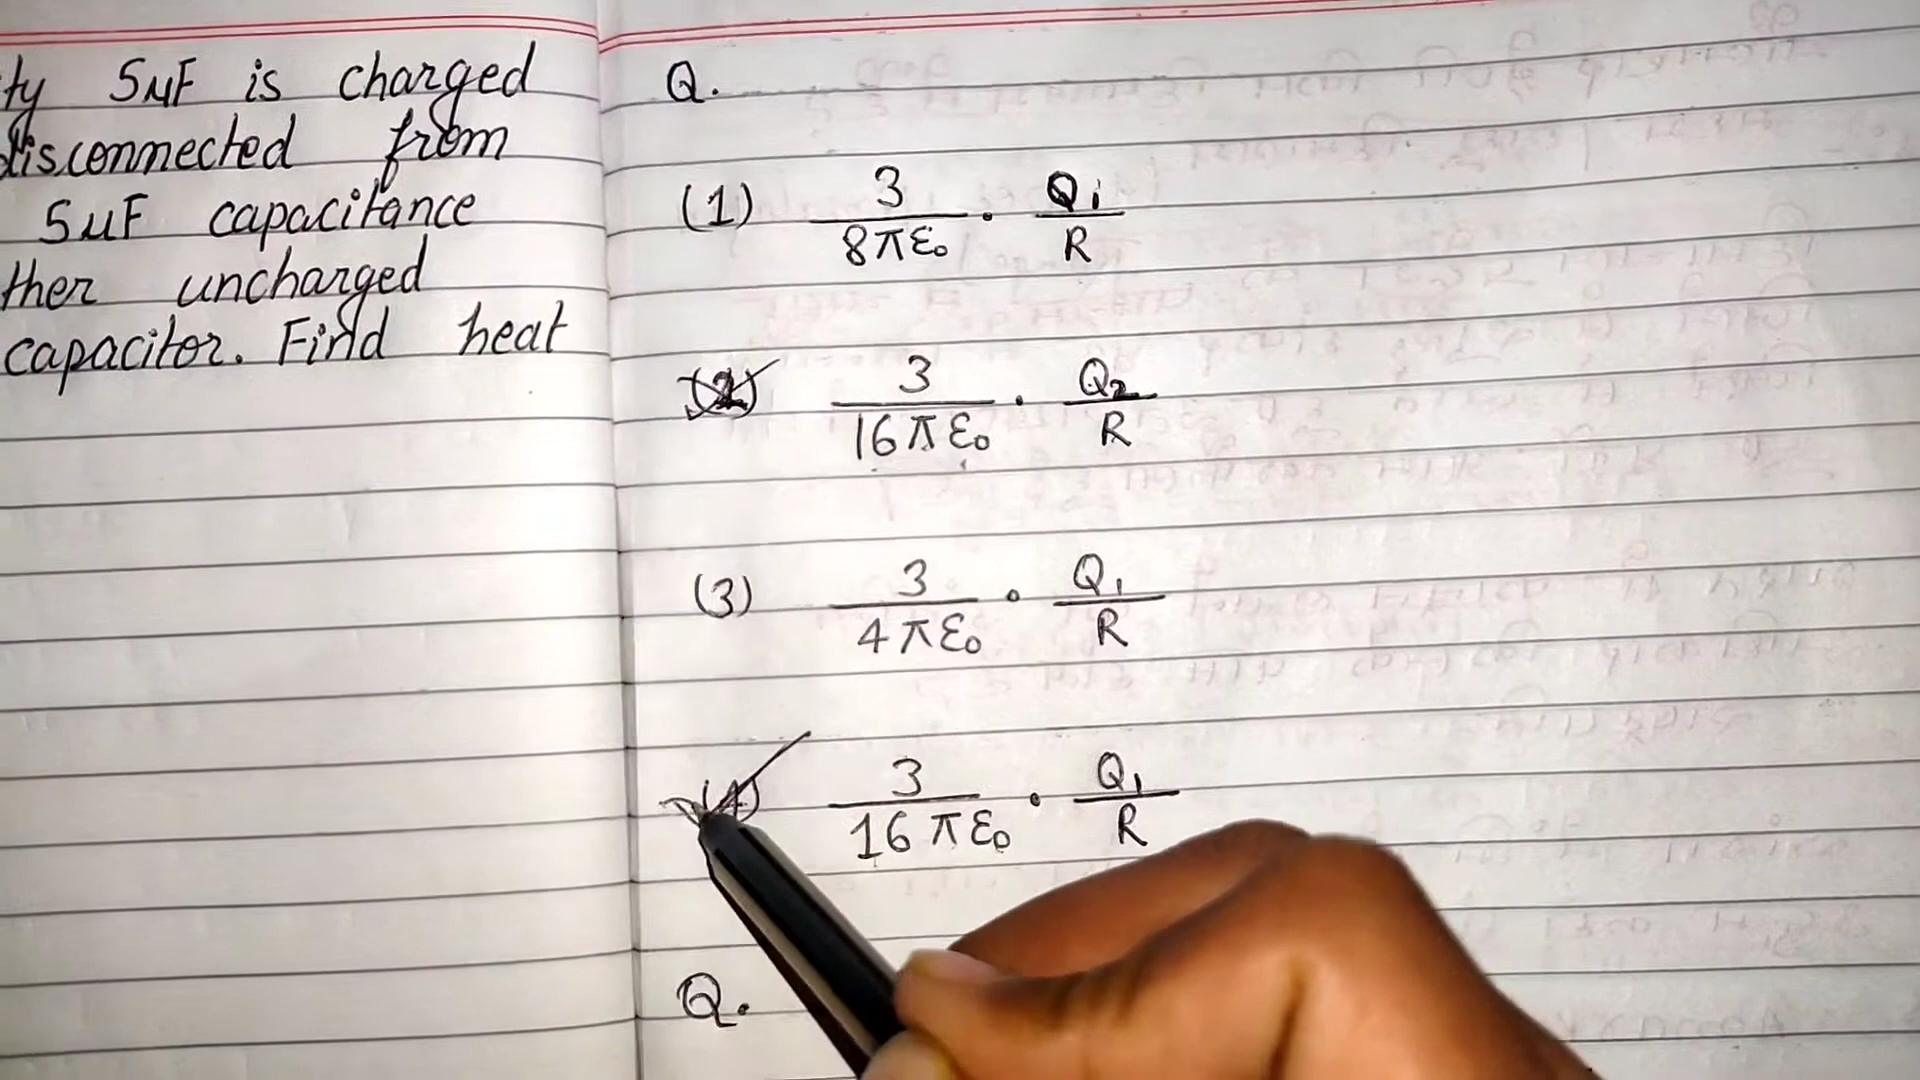 ty 5μF is charged
disconnected from
5μF capacitance
ther uncharged
capacitor. Find heat
Q.
(1) 3/8πε₀ . Q₁/R
(2) 3/16πε₀ . Q₂/R
(3) 3/4πε₀ . Q₁/R
(4) 3/16πε₀ . Q₁/R
Q.